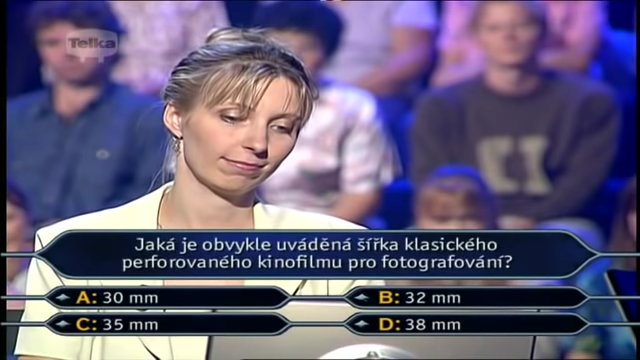 Telka
Jaká je obvykle uváděná šířka klasického
perforovaného kinofilmu pro fotografování?
A: 30 mm
B: 32 mm
C: 35 mm
D: 38 mm